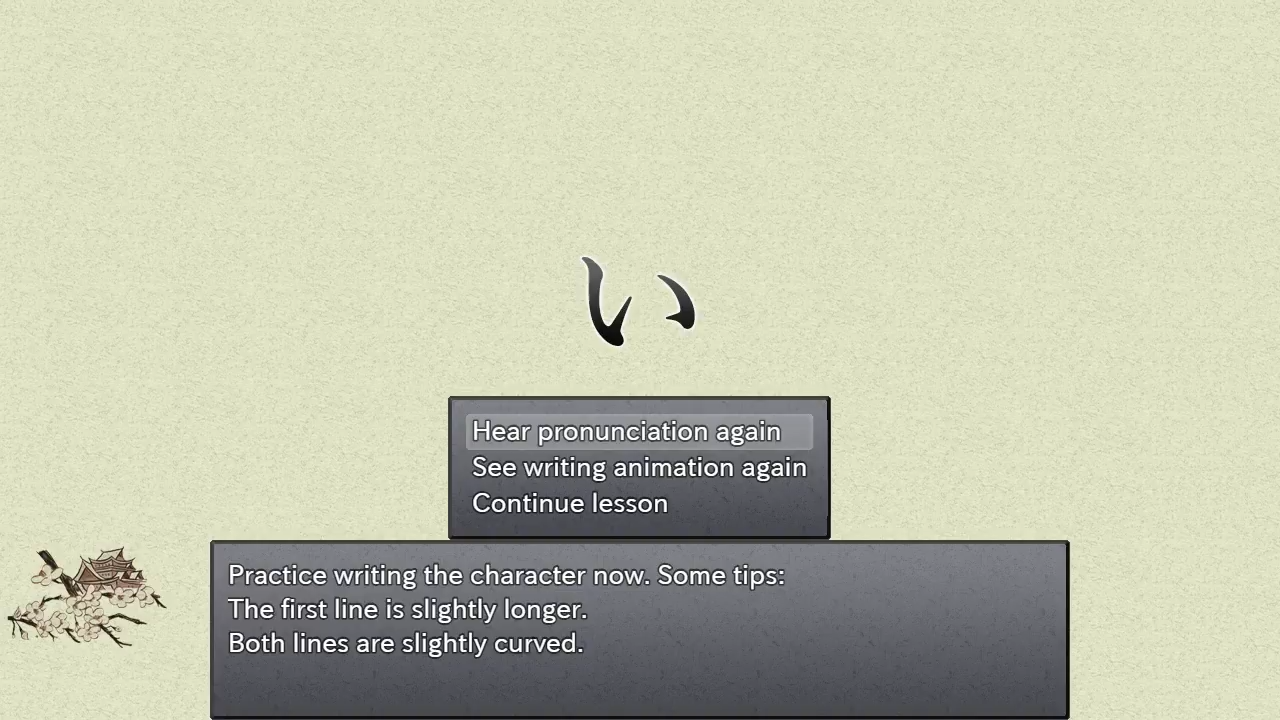 い
Hear pronunciation again
See writing animation again
Continue lesson
Practice writing the character now. Some tips:
The first line is slightly longer.
Both lines are slightly curved.